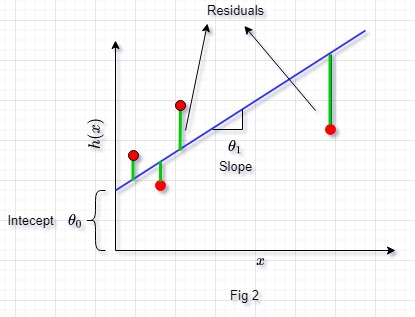 Residuals
h(x)
θ₁
Slope
Intecept θ₀
x
Fig 2